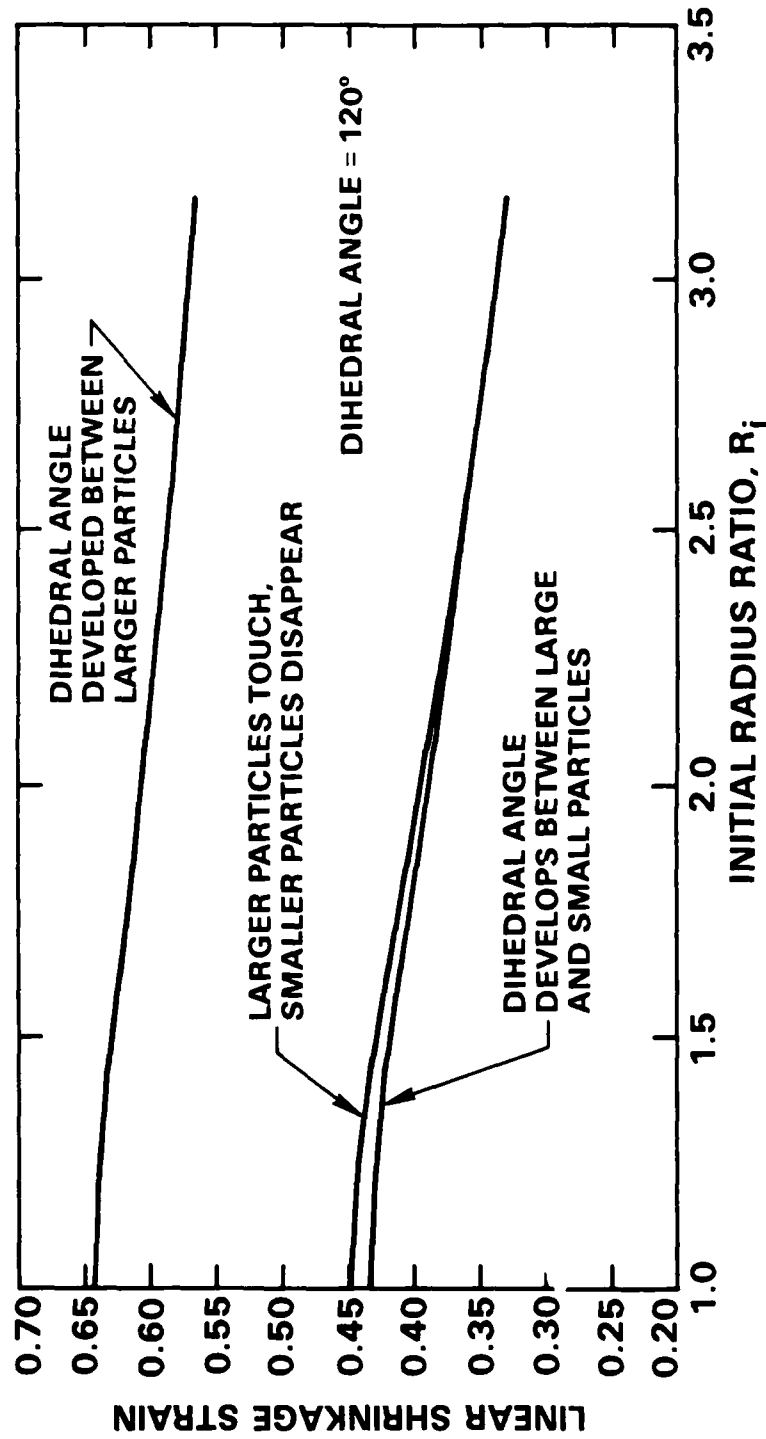 LINEAR SHRINKAGE STRAIN
0.70
0.65
0.60
0.55
0.50
0.45
0.40
0.35
0.30
0.25
0.20
DIHEDRAL ANGLE
DEVELOPED BETWEEN
LARGER PARTICLES
LARGER PARTICLES TOUCH,
SMALLER PARTICLES DISAPPEAR
DIHEDRAL ANGLE = 120°
DIHEDRAL ANGLE
DEVELOPS BETWEEN LARGE
AND SMALL PARTICLES
1.0
1.5
2.0
2.5
3.0
3.5
INITIAL RADIUS RATIO, Ri